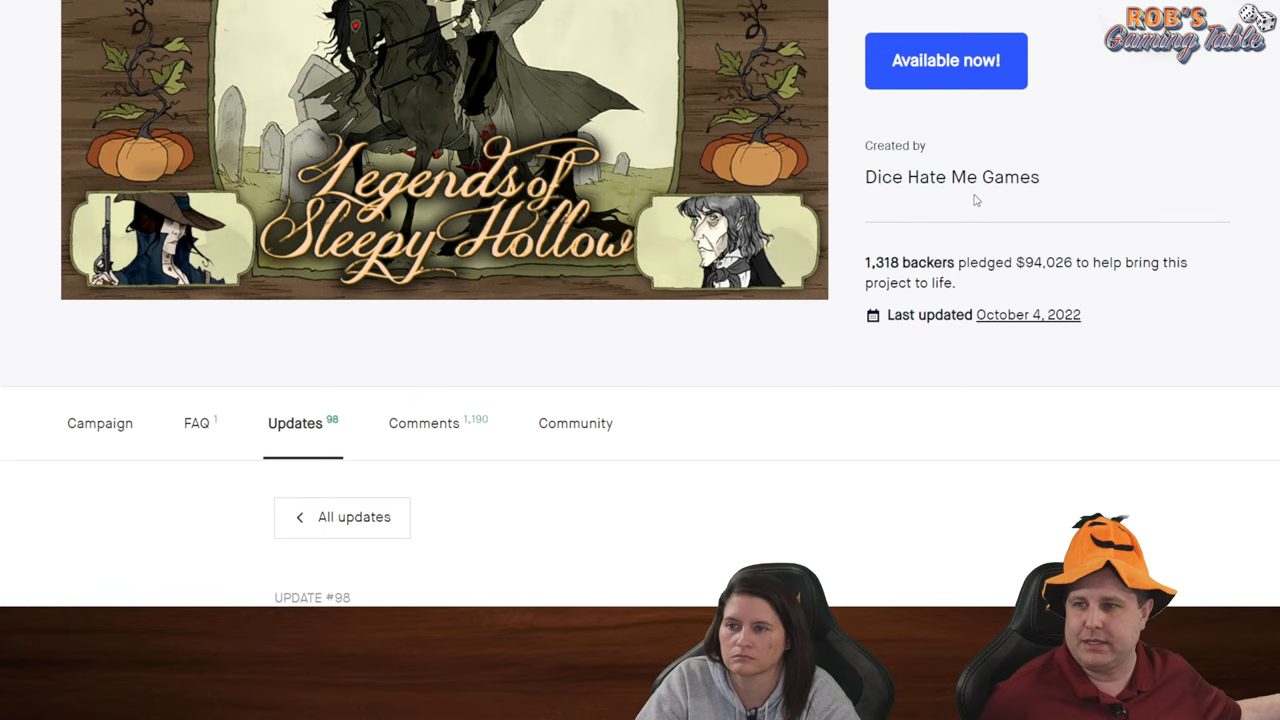 ROB'S
Gaming Table
Available now!
Created by
Dice Hate Me Games
Legends of
Sleepy Hollow
1,318 backers pledged $94,026 to help bring this
project to life.
Last updated October 4, 2022
Campaign
FAQ 1
Updates 98
Comments 1,190
Community
All updates
UPDATE #98